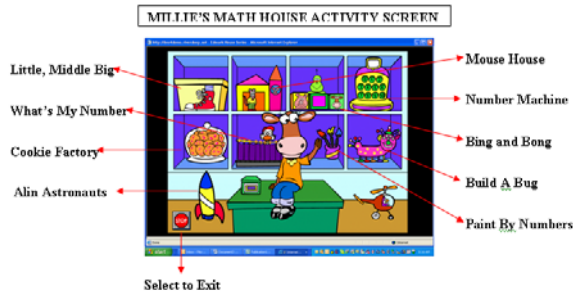 MILLIE'S MATH HOUSE ACTIVITY SCREEN
Little, Middle Big
What's My Number
Cookie Factory
Alin Astronauts
Select to Exit
Mouse House
Number Machine
Bing and Bong
Build A Bug
Paint By Numbers
STOP